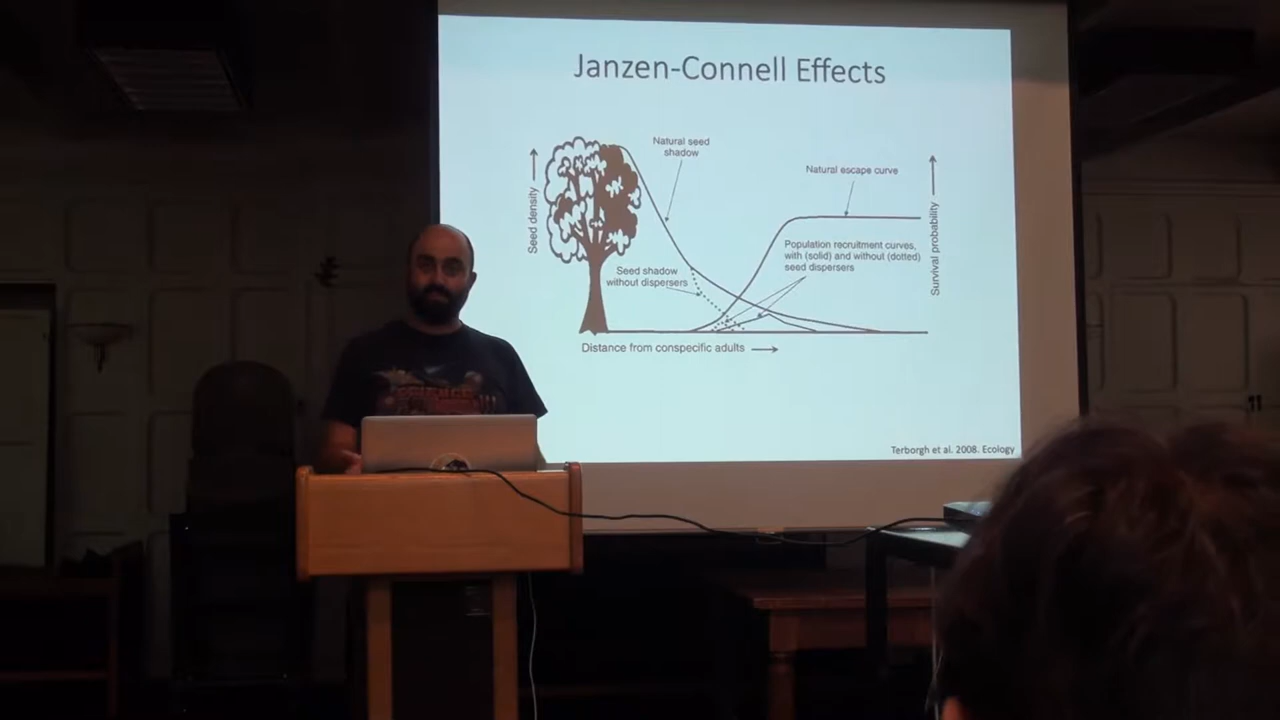 Janzen-Connell Effects
Natural seed
shadow
Natural escape curve
Seed density
Survival probability
Population recruitment curves,
with (solid) and without (dotted)
seed dispersers
Seed shadow
without dispersers
Distance from conspecific adults
SCIENCE
Terborgh et al. 2008. Ecology